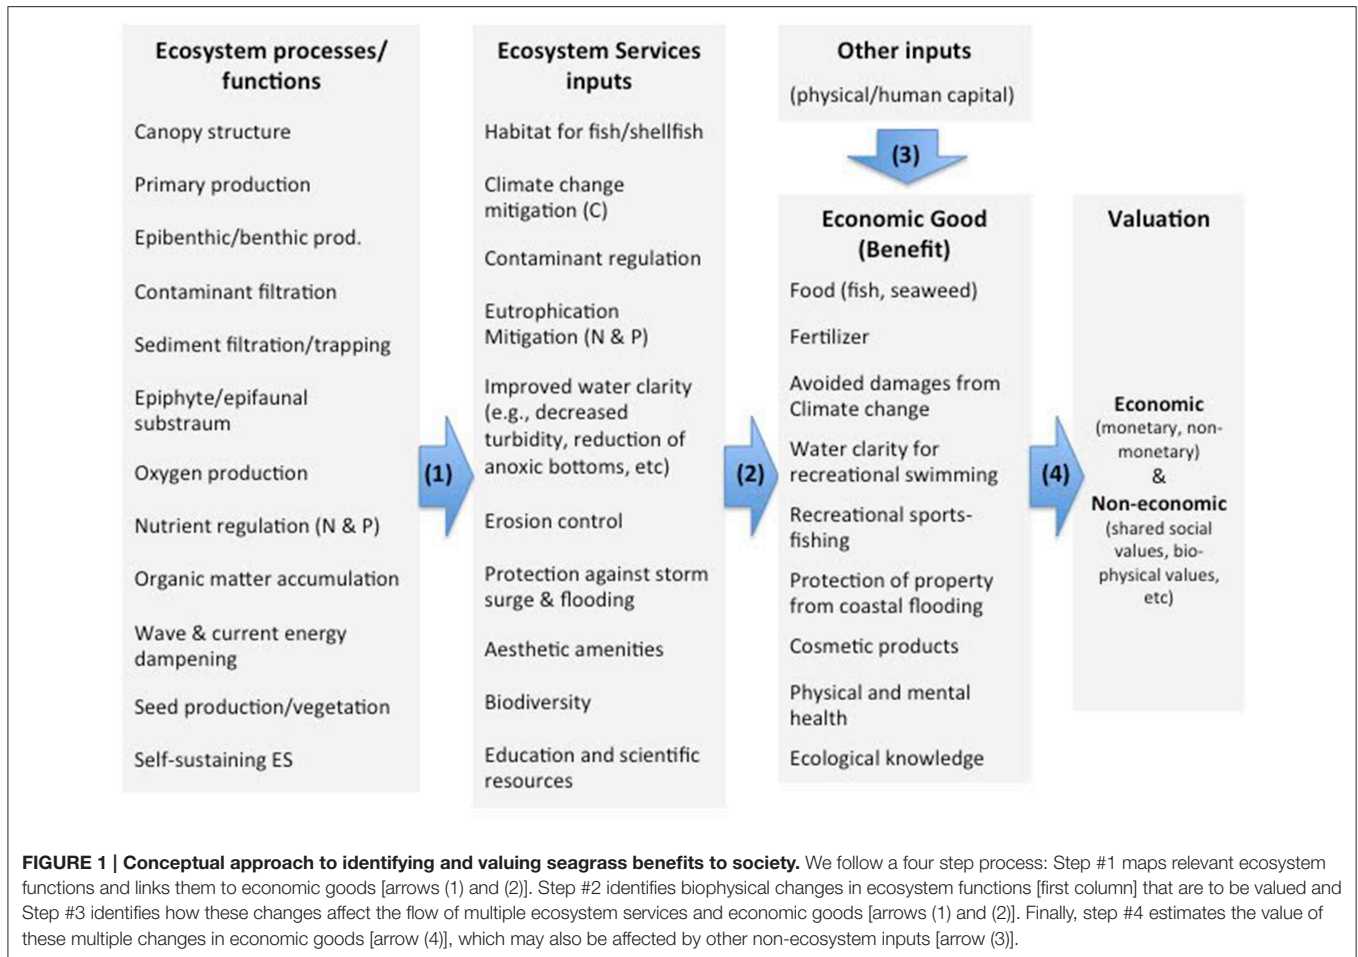 Ecosystem processes/
functions
Canopy structure
Primary production
Epibenthic/benthic prod.
Contaminant filtration
Sediment filtration/trapping
Epiphyte/epifaunal
substraum
Oxygen production
Nutrient regulation (N & P)
Organic matter accumulation
Wave & current energy
dampening
Seed production/vegetation
Self-sustaining ES
(1)
Ecosystem Services
inputs
Habitat for fish/shellfish
Climate change
mitigation (C)
Contaminant regulation
Eutrophication
Mitigation (N & P)
Improved water clarity
(e.g., decreased
turbidity, reduction of
anoxic bottoms, etc)
Erosion control
Protection against storm
surge & flooding
Aesthetic amenities
Biodiversity
Education and scientific
resources
(2)
Other inputs
(physical/human capital)
(3)
Economic Good
(Benefit)
Food (fish, seaweed)
Fertilizer
Avoided damages from
Climate change
Water clarity for
recreational swimming
Recreational sports-
fishing
Protection of property
from coastal flooding
Cosmetic products
Physical and mental
health
Ecological knowledge
(4)
Valuation
Economic
(monetary, non-
monetary)
&
Non-economic
(shared social
values, bio-
physical values,
etc)
FIGURE 1 | Conceptual approach to identifying and valuing seagrass benefits to society. We follow a four step process: Step #1 maps relevant ecosystem
functions and links them to economic goods [arrows (1) and (2)]. Step #2 identifies biophysical changes in ecosystem functions [first column] that are to be valued and
Step #3 identifies how these changes affect the flow of multiple ecosystem services and economic goods [arrows (1) and (2)]. Finally, step #4 estimates the value of
these multiple changes in economic goods [arrow (4)], which may also be affected by other non-ecosystem inputs [arrow (3)].